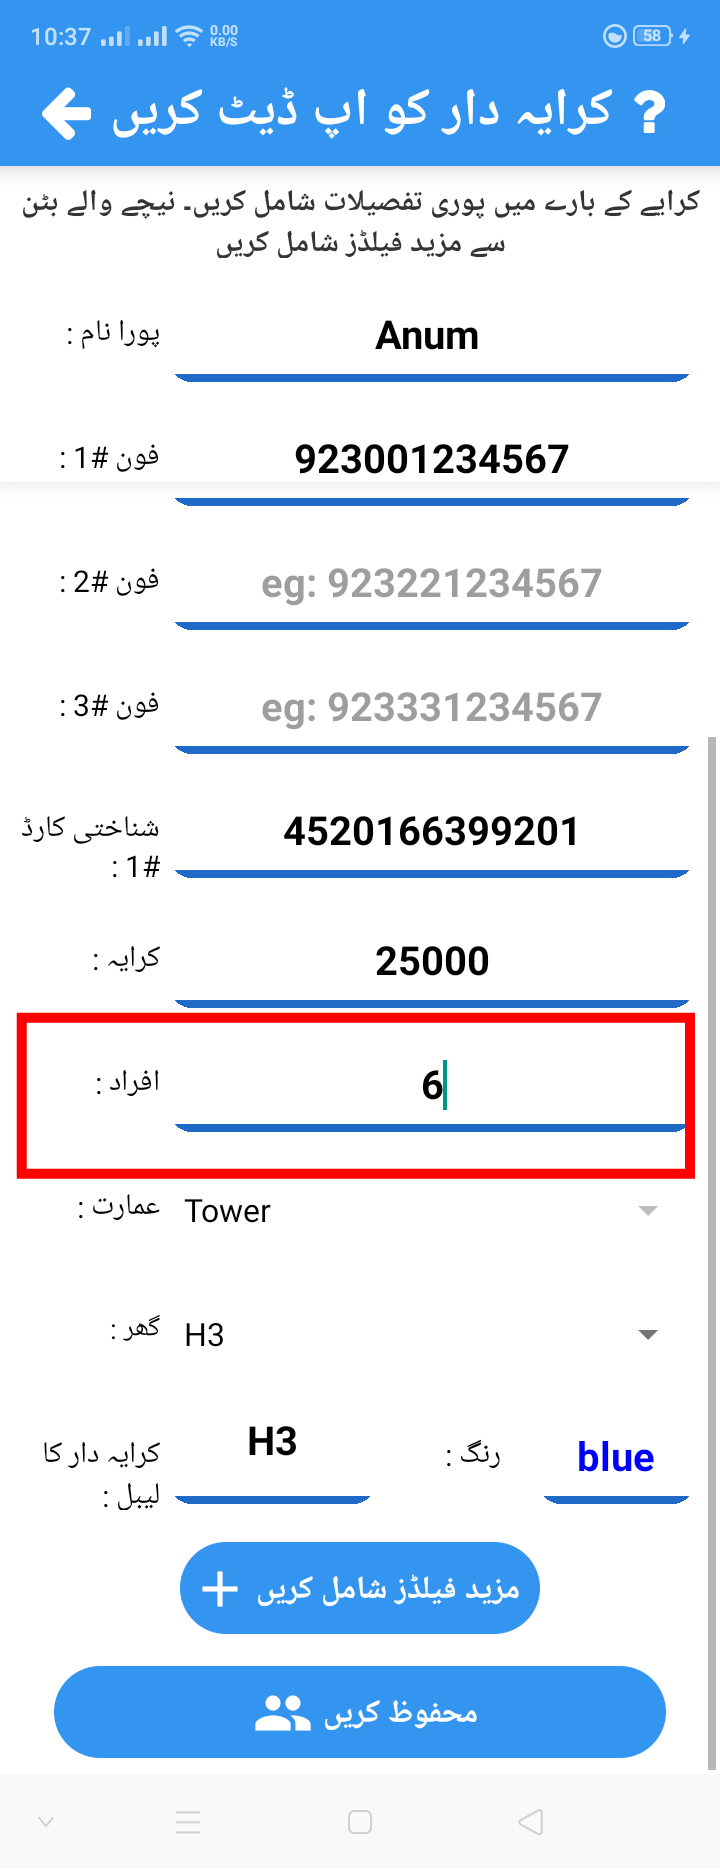 10:37 0.00 KB/S 58
کرایہ دار کو اپ ڈیٹ کریں ?
کرایے کے بارے میں پوری تفصیلات شامل کریں۔ نیچے والے بٹن
سے مزید فیلڈز شامل کریں
پورا نام :
Anum
فون #1 :
923001234567
فون #2 :
eg: 923221234567
فون #3 :
eg: 923331234567
شناختی کارڈ
#1 :
4520166399201
کرایہ :
25000
افراد :
6
عمارت :
Tower
گھر :
H3
کرایہ دار کا
لیبل :
H3
رنگ :
blue
مزید فیلڈز شامل کریں
محفوظ کریں